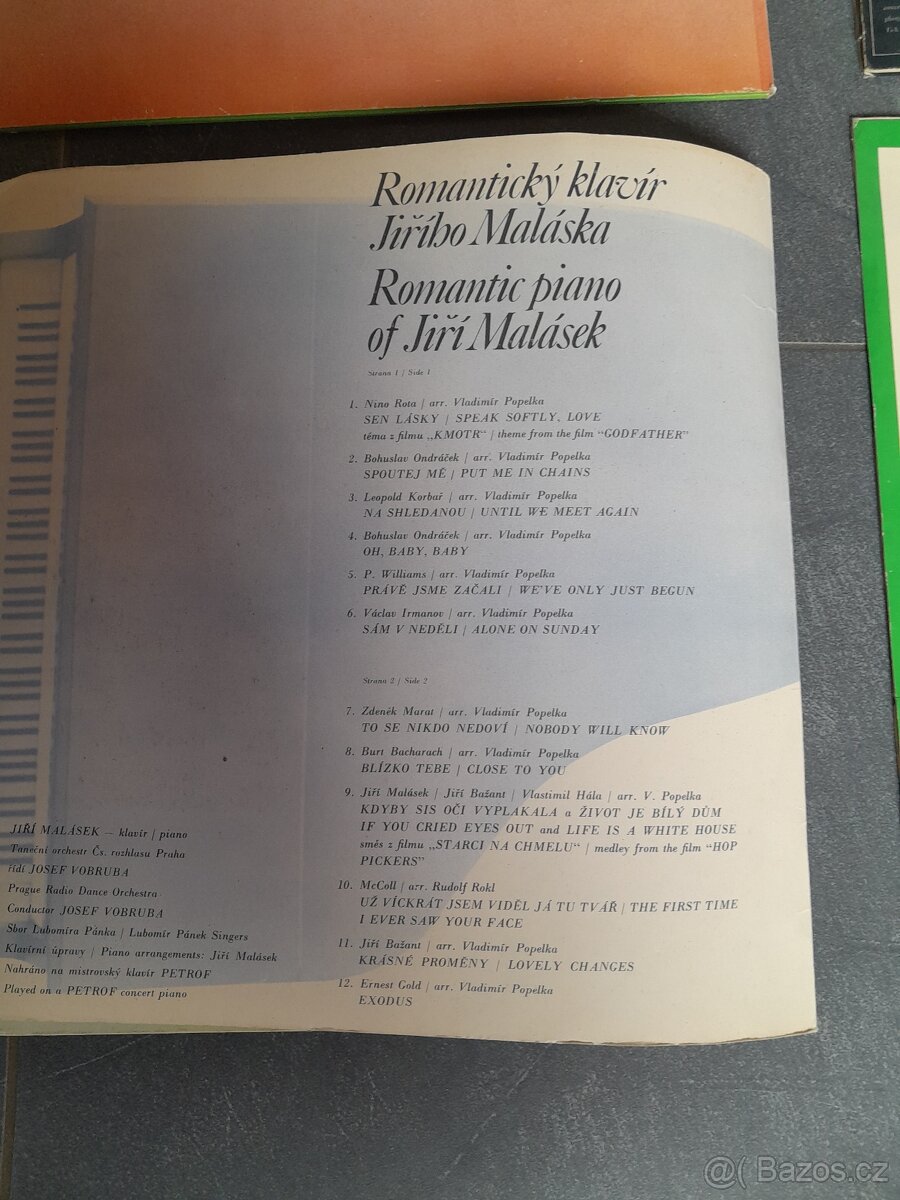 Romantický klavír
Jiřího Maláska
Romantic piano
of Jiří Malásek
Strana 1 | Side 1
1. Nino Rota | arr. Vladimír Popelka
SEN LÁSKY | SPEAK SOFTLY, LOVE
téma z filmu „KMOTR“ | theme from the film “GODFATHER”
2. Bohuslav Ondráček | arr. Vladimír Popelka
SPOUTEJ MĚ | PUT ME IN CHAINS
3. Leopold Korbař | arr. Vladimír Popelka
NA SHLEDANOU | UNTIL WE MEET AGAIN
4. Bohuslav Ondráček | arr. Vladimír Popelka
OH, BABY, BABY
5. P. Williams | arr. Vladimír Popelka
PRÁVĚ JSME ZAČALI | WE'VE ONLY JUST BEGUN
6. Václav Irmanov | arr. Vladimír Popelka
SÁM V NEDĚLI | ALONE ON SUNDAY
Strana 2 | Side 2
7. Zdeněk Marat | arr. Vladimír Popelka
TO SE NIKDO NEDOVÍ | NOBODY WILL KNOW
8. Burt Bacharach | arr. Vladimír Popelka
BLÍZKO TEBE | CLOSE TO YOU
9. Jiří Malásek | Jiří Bažant | Vlastimil Hála | arr. V. Popelka
KDYBY SIS OČI VYPLAKALA a ŽIVOT JE BÍLÝ DŮM
IF YOU CRIED EYES OUT and LIFE IS A WHITE HOUSE
směs z filmu „STARCI NA CHMELU“ | medley from the film “HOP
PICKERS”
10. McColl | arr. Rudolf Rokl
UŽ VÍCKRÁT JSEM VIDĚL JÁ TU TVÁŘ | THE FIRST TIME
I EVER SAW YOUR FACE
11. Jiří Bažant | arr. Vladimír Popelka
KRÁSNÉ PROMĚNY | LOVELY CHANGES
12. Ernest Gold | arr. Vladimír Popelka
EXODUS
JIŘÍ MALÁSEK – klavír | piano
Taneční orchestr Čs. rozhlasu Praha
řídí JOSEF VOBRUBA
Prague Radio Dance Orchestra
Conductor JOSEF VOBRUBA
Sbor Lubomíra Pánka | Lubomír Pánek Singers
Klavírní úpravy | Piano arrangements: Jiří Malásek
Nahráno na mistrovský klavír PETROF
Played on a PETROF concert piano
@( Bazos.cz